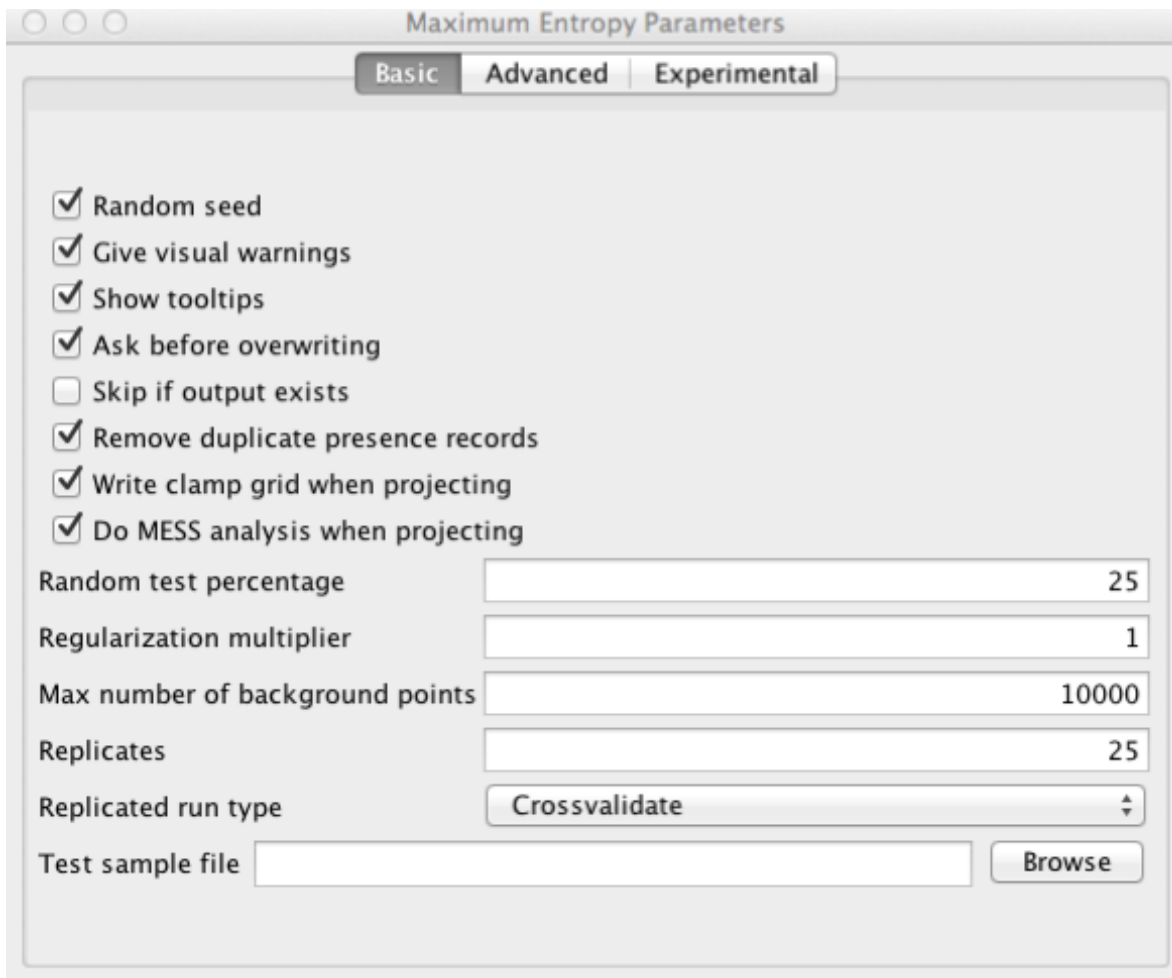 Maximum Entropy Parameters
Basic Advanced Experimental
Random seed
Give visual warnings
Show tooltips
Ask before overwriting
Skip if output exists
Remove duplicate presence records
Write clamp grid when projecting
Do MESS analysis when projecting
Random test percentage 25
Regularization multiplier 1
Max number of background points 10000
Replicates 25
Replicated run type Crossvalidate
Test sample file Browse